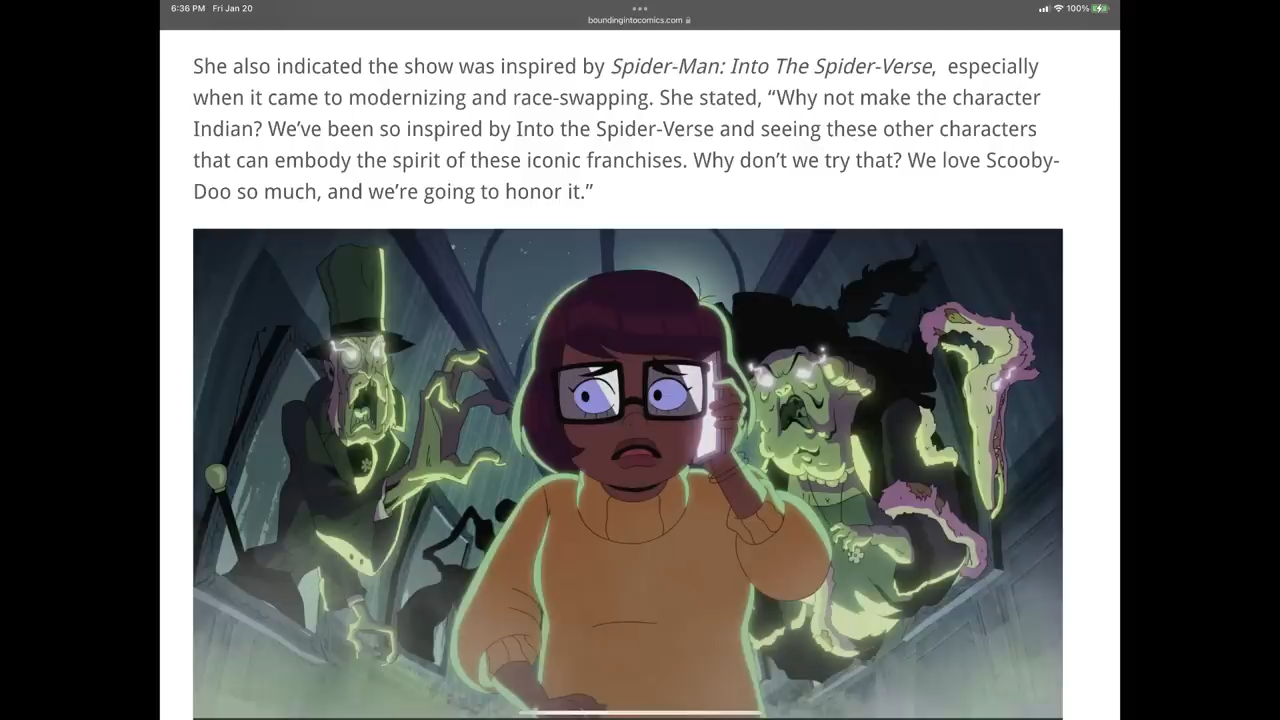 6:36 PM Fri Jan 20
100%
boundingintocomics.com
She also indicated the show was inspired by Spider-Man: Into The Spider-Verse, especially
when it came to modernizing and race-swapping. She stated, “Why not make the character
Indian? We’ve been so inspired by Into the Spider-Verse and seeing these other characters
that can embody the spirit of these iconic franchises. Why don’t we try that? We love Scooby-
Doo so much, and we’re going to honor it.”